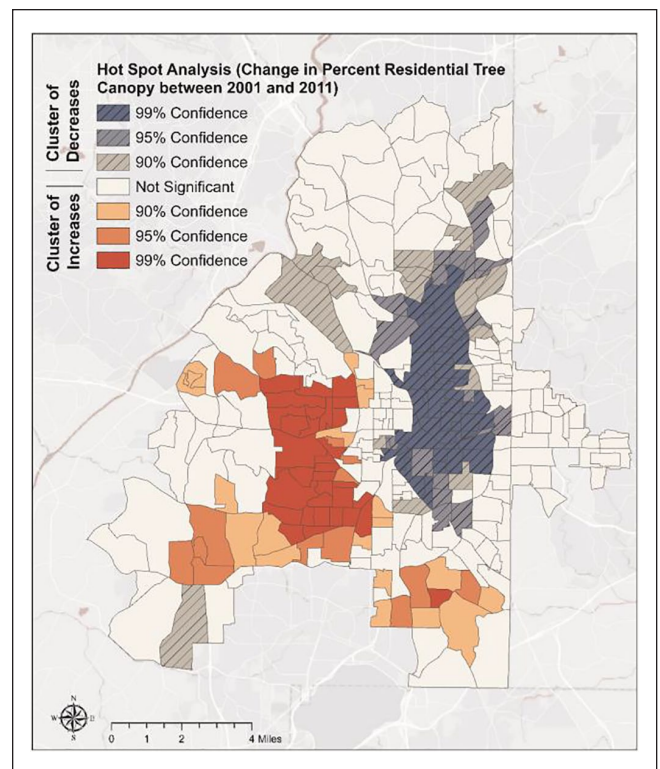 Hot Spot Analysis (Change in Percent Residential Tree
Canopy between 2001 and 2011)
Cluster of
Decreases
99% Confidence
95% Confidence
90% Confidence
Not Significant
Cluster of
Increases
90% Confidence
95% Confidence
99% Confidence
N
W
E
S
0 1 2 4 Miles